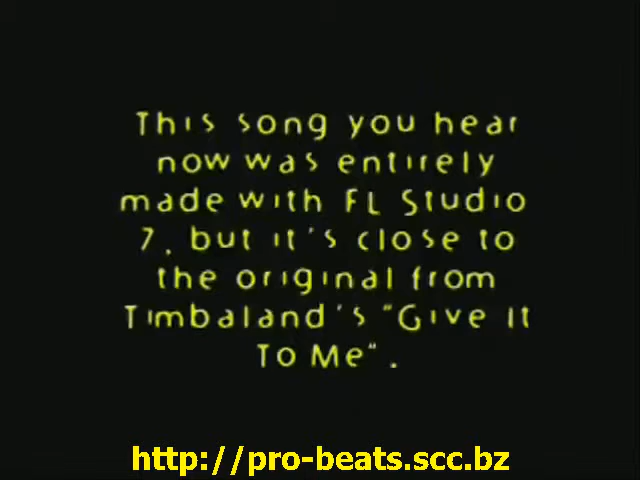 This song you hear
now was entirely
made with FL Studio
7, but it's close to
the original from
Timbaland's "Give It
To Me".
http://pro-beats.scc.bz